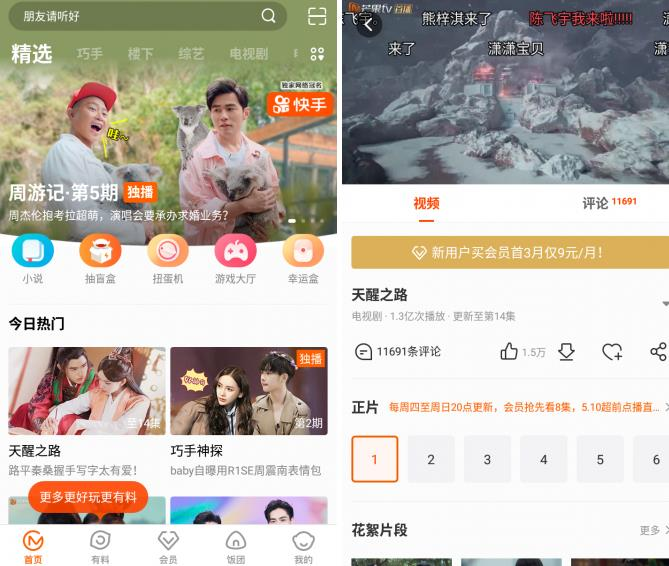 朋友请听好
精选 巧手 楼下 综艺 电视剧
独家网络冠名
快手
哇~
周游记·第5期 独播
周杰伦抱考拉超萌，演唱会要承办求婚业务?
小说 抽盲盒 扭蛋机 游戏大厅 幸运盒
今日热门
至14集
独播
第2期
天醒之路
路平秦桑握手写字太有爱！
巧手神探
baby自曝用R1SE周震南表情包
更多更好玩更有料
首页 有料 会员 饭团 我的
芒果TV 首播
飞宇。 熊梓淇来了 陈飞宇我来啦!!!!!
来了 潇潇宝贝 潇
视频 评论 11691
新用户买会员首3月仅9元/月！
天醒之路
电视剧 · 1.3亿次播放 · 更新至第14集
11691条评论 1.5万
正片 每周四至周日20点更新，会员抢先看8集，5.10超前点播直...
1 2 3 4 5 6
花絮片段 更多
芒果tv